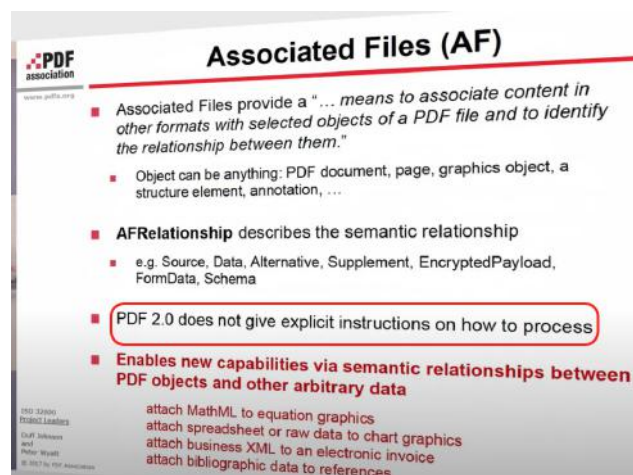 PDF
association
www.pdfa.org
Associated Files (AF)
Associated Files provide a “... means to associate content in
other formats with selected objects of a PDF file and to identify
the relationship between them.”
Object can be anything: PDF document, page, graphics object, a
structure element, annotation, ...
AFRelationship describes the semantic relationship
e.g. Source, Data, Alternative, Supplement, EncryptedPayload,
FormData, Schema
PDF 2.0 does not give explicit instructions on how to process
Enables new capabilities via semantic relationships between
PDF objects and other arbitrary data
attach MathML to equation graphics
attach spreadsheet or raw data to chart graphics
attach business XML to an electronic invoice
attach bibliographic data to references
ISO 32000
Project Leaders
Duff Johnson
and
Peter Wyatt
© 2017 by PDF Association